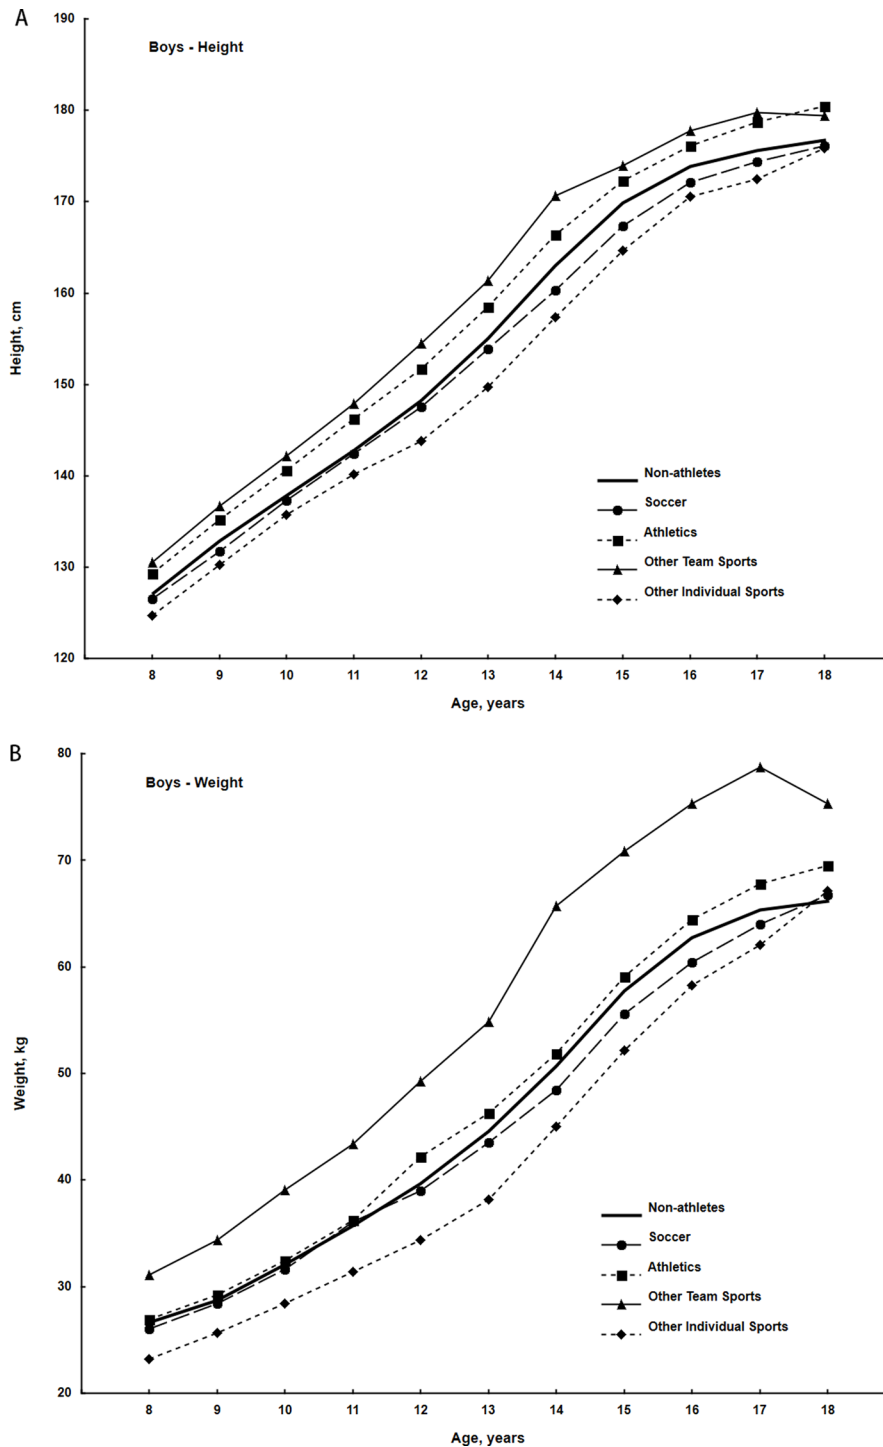 A
Boys - Height
190
180
170
160
150
140
130
120
Height, cm
Non-athletes
Soccer
Athletics
Other Team Sports
Other Individual Sports
8 9 10 11 12 13 14 15 16 17 18
Age, years
B
Boys - Weight
80
70
60
50
40
30
20
Weight, kg
Non-athletes
Soccer
Athletics
Other Team Sports
Other Individual Sports
8 9 10 11 12 13 14 15 16 17 18
Age, years